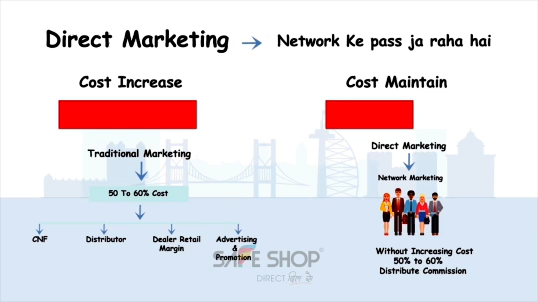 Direct Marketing → Network Ke pass ja raha hai
Cost Increase
Cost Maintain
Traditional Marketing
50 To 60% Cost
CNF
Distributor
Dealer Retail
Margin
Advertising
&
Promotion
Direct Marketing
Network Marketing
Without Increasing Cost
50% to 60%
Distribute Commission
SAFE SHOP®
DIRECT दिल से